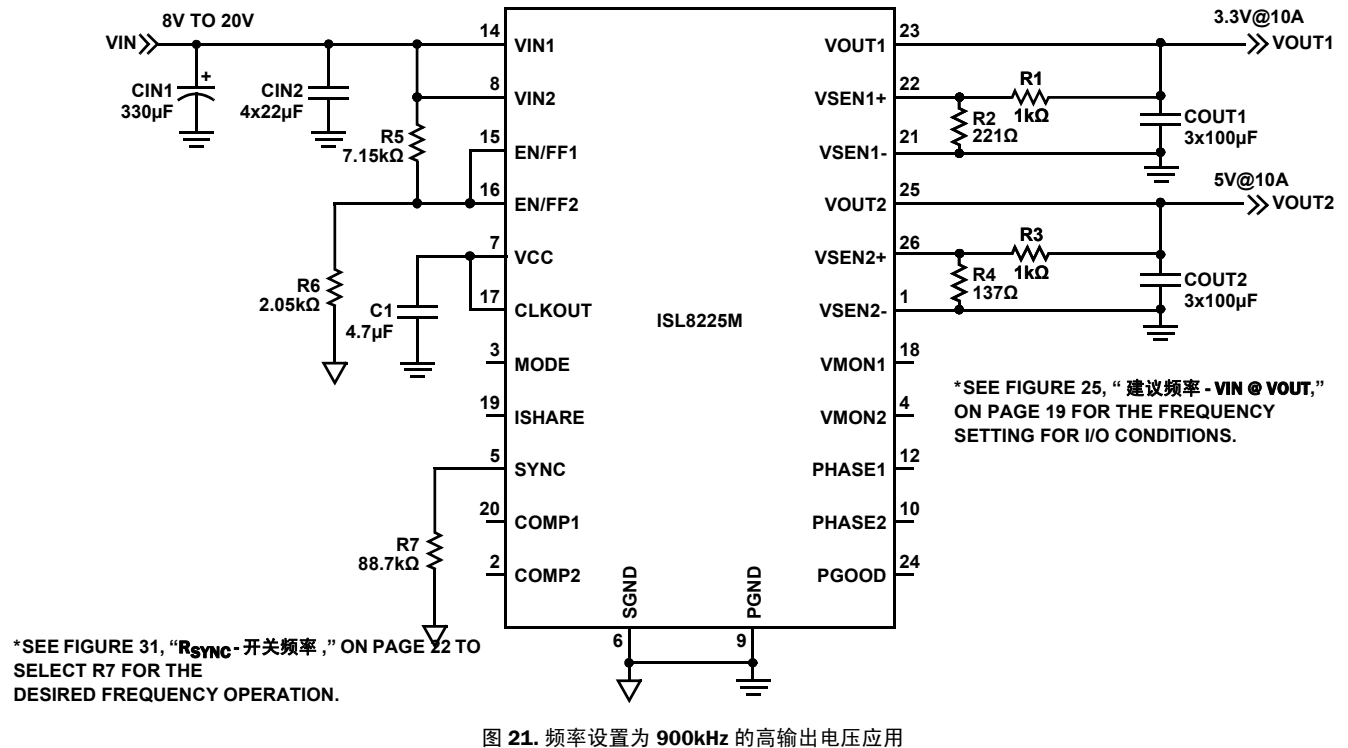 8V TO 20V
VIN
CIN1
330µF
+
CIN2
4x22µF
R5
7.15kΩ
R6
2.05kΩ
C1
4.7µF
R7
88.7kΩ
14 VIN1
8 VIN2
15 EN/FF1
16 EN/FF2
7 VCC
17 CLKOUT
3 MODE
19 ISHARE
5 SYNC
20 COMP1
2 COMP2
ISL8225M
SGND
6
PGND
9
VOUT1 23
VSEN1+ 22
VSEN1- 21
VOUT2 25
VSEN2+ 26
VSEN2- 1
VMON1 18
VMON2 4
PHASE1 12
PHASE2 10
PGOOD 24
3.3V@10A
VOUT1
R1
1kΩ
R2
221Ω
COUT1
3x100µF
5V@10A
VOUT2
R3
1kΩ
R4
137Ω
COUT2
3x100µF
*SEE FIGURE 25, “ 建议频率 - VIN @ VOUT,”
ON PAGE 19 FOR THE FREQUENCY
SETTING FOR I/O CONDITIONS.
*SEE FIGURE 31, “RSYNC - 开关频率 ,” ON PAGE 22 TO
SELECT R7 FOR THE
DESIRED FREQUENCY OPERATION.
图 21. 频率设置为 900kHz 的高输出电压应用